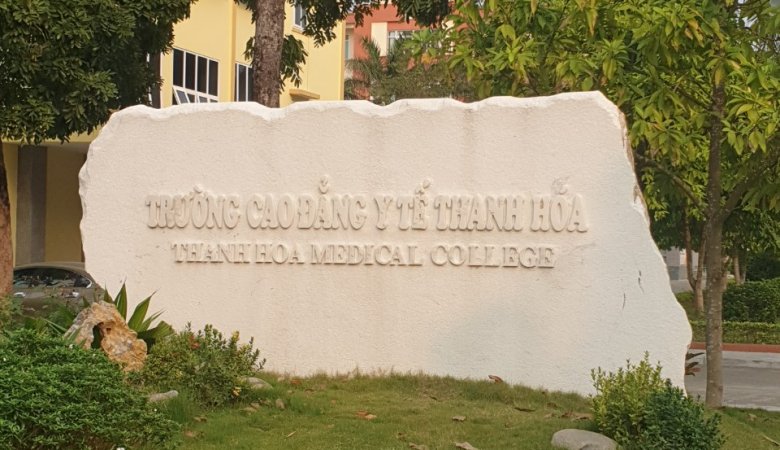 TRƯỜNG CAO ĐẲNG Y TẾ THANH HÓA
THANH HOA MEDICAL COLLEGE